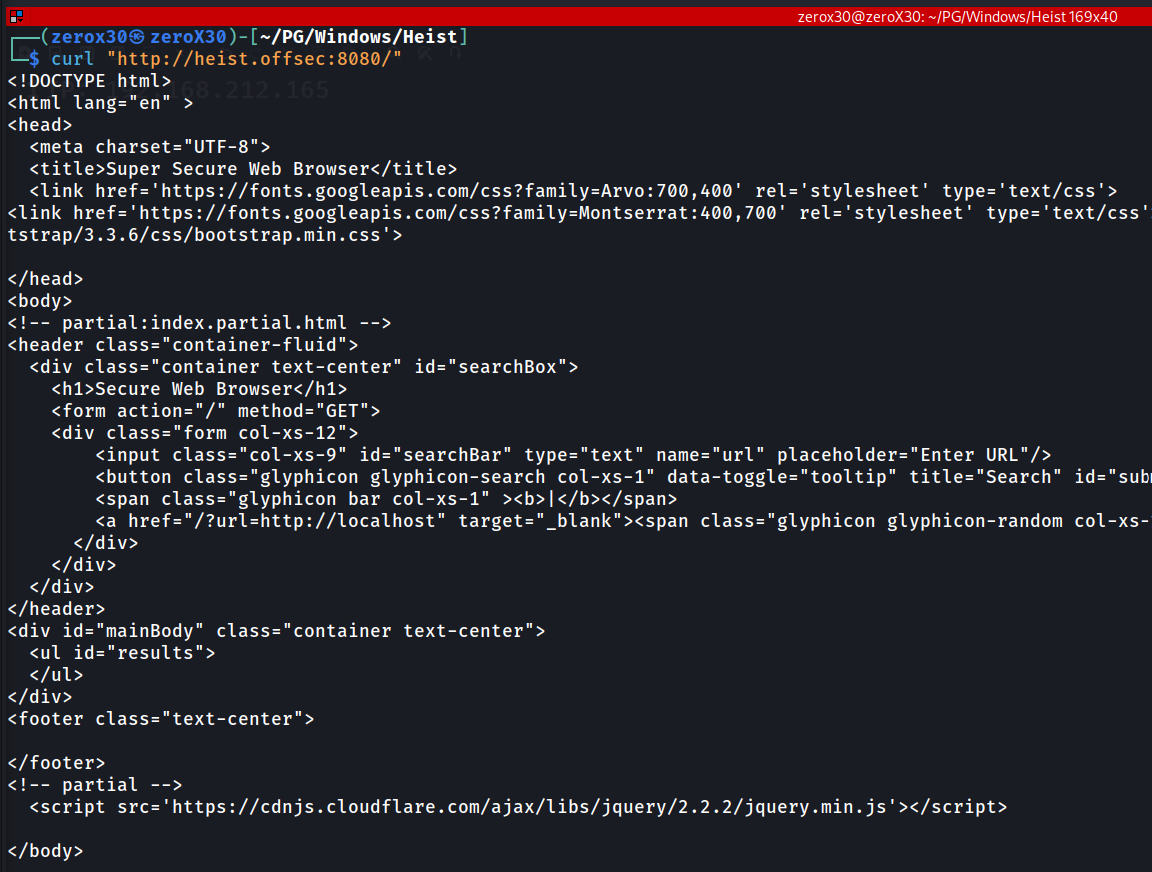 zerox30@zeroX30: ~/PG/Windows/Heist 169x40
(zerox30㉿zeroX30)-[~/PG/Windows/Heist]
$ curl "http://heist.offsec:8080/"
<!DOCTYPE html>
<html lang="en" >
<head>
  <meta charset="UTF-8">
  <title>Super Secure Web Browser</title>
  <link href='https://fonts.googleapis.com/css?family=Arvo:700,400' rel='stylesheet' type='text/css'>
<link href='https://fonts.googleapis.com/css?family=Montserrat:400,700' rel='stylesheet' type='text/css'
tstrap/3.3.6/css/bootstrap.min.css'>
</head>
<body>
<!-- partial:index.partial.html -->
<header class="container-fluid">
  <div class="container text-center" id="searchBox">
    <h1>Secure Web Browser</h1>
    <form action="/" method="GET">
    <div class="form col-xs-12">
        <input class="col-xs-9" id="searchBar" type="text" name="url" placeholder="Enter URL"/>
        <button class="glyphicon glyphicon-search col-xs-1" data-toggle="tooltip" title="Search" id="sub
        <span class="glyphicon bar col-xs-1" ><b>|</b></span>
        <a href="/?url=http://localhost" target="_blank"><span class="glyphicon glyphicon-random col-xs-
      </div>
    </div>
  </div>
</header>
<div id="mainBody" class="container text-center">
  <ul id="results">
  </ul>
</div>
<footer class="text-center">
</footer>
<!-- partial -->
  <script src='https://cdnjs.cloudflare.com/ajax/libs/jquery/2.2.2/jquery.min.js'></script>
</body>